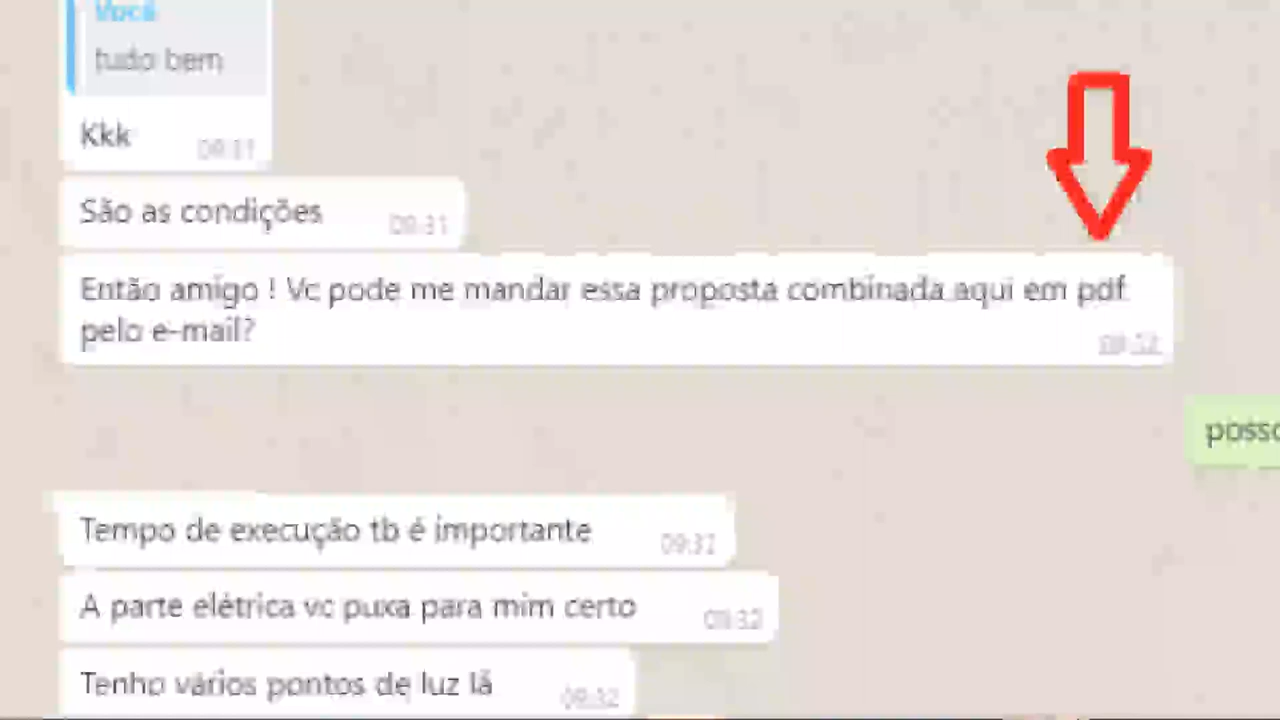 Você
tudo bem
Kkk
09:31
São as condições
09:31
Então amigo ! Vc pode me mandar essa proposta combinada aqui em pdf
pelo e-mail?
09:32
Tempo de execução tb é importante
09:32
A parte elétrica vc puxa para mim certo
09:32
Tenho vários pontos de luz lá
09:32